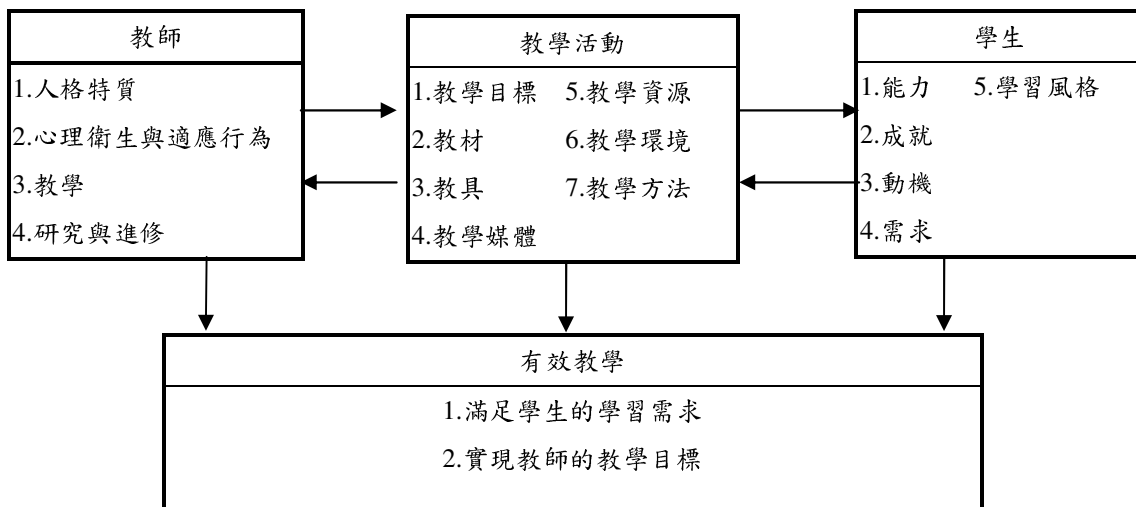 教師
1.人格特質
2.心理衛生與適應行為
3.教學
4.研究與進修
教學活動
1.教學目標 5.教學資源
2.教材 6.教學環境
3.教具 7.教學方法
4.教學媒體
學生
1.能力 5.學習風格
2.成就
3.動機
4.需求
有效教學
1.滿足學生的學習需求
2.實現教師的教學目標